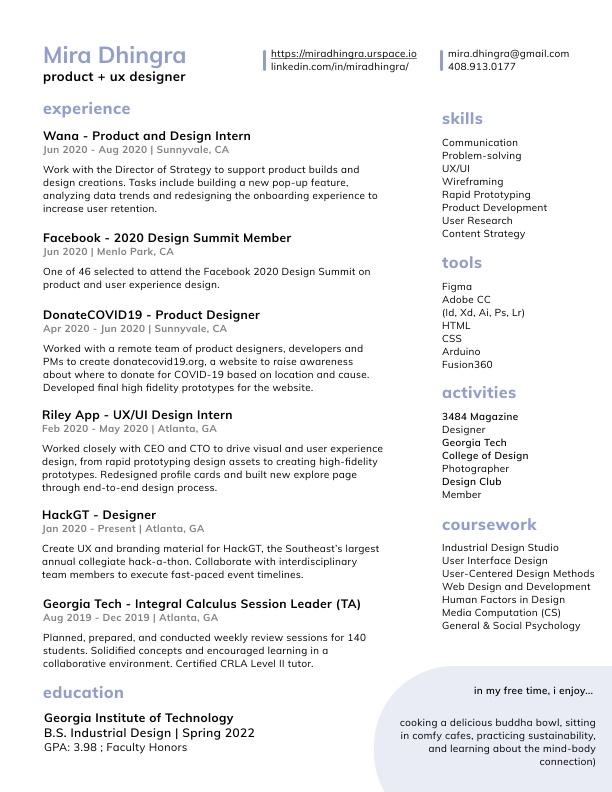 Mira Dhingra
product + ux designer
https://miradhingra.urspace.io
linkedin.com/in/miradhingra/
mira.dhingra@gmail.com
408.913.0177
experience
Wana - Product and Design Intern
Jun 2020 - Aug 2020 | Sunnyvale, CA
Work with the Director of Strategy to support product builds and
design creations. Tasks include building a new pop-up feature,
analyzing data trends and redesigning the onboarding experience to
increase user retention.
Facebook - 2020 Design Summit Member
Jun 2020 | Menlo Park, CA
One of 46 selected to attend the Facebook 2020 Design Summit on
product and user experience design.
DonateCOVID19 - Product Designer
Apr 2020 - Jun 2020 | Sunnyvale, CA
Worked with a remote team of product designers, developers and
PMs to create donatecovid19.org, a website to raise awareness
about where to donate for COVID-19 based on location and cause.
Developed final high fidelity prototypes for the website.
Riley App - UX/UI Design Intern
Feb 2020 - May 2020 | Atlanta, GA
Worked closely with CEO and CTO to drive visual and user experience
design, from rapid prototyping design assets to creating high-fidelity
prototypes. Redesigned profile cards and built new explore page
through end-to-end design process.
HackGT - Designer
Jan 2020 - Present | Atlanta, GA
Create UX and branding material for HackGT, the Southeast's largest
annual collegiate hack-a-thon. Collaborate with interdisciplinary
team members to execute fast-paced event timelines.
Georgia Tech - Integral Calculus Session Leader (TA)
Aug 2019 - Dec 2019 | Atlanta, GA
Planned, prepared, and conducted weekly review sessions for 140
students. Solidified concepts and encouraged learning in a
collaborative environment. Certified CRLA Level II tutor.
education
Georgia Institute of Technology
B.S. Industrial Design | Spring 2022
GPA: 3.98 ; Faculty Honors
skills
Communication
Problem-solving
UX/UI
Wireframing
Rapid Prototyping
Product Development
User Research
Content Strategy
tools
Figma
Adobe CC
(Id, Xd, Ai, Ps, Lr)
HTML
CSS
Arduino
Fusion360
activities
3484 Magazine
Designer
Georgia Tech
College of Design
Photographer
Design Club
Member
coursework
Industrial Design Studio
User Interface Design
User-Centered Design Methods
Web Design and Development
Human Factors in Design
Media Computation (CS)
General & Social Psychology
in my free time, i enjoy...
cooking a delicious buddha bowl, sitting
in comfy cafes, practicing sustainability,
and learning about the mind-body
connection)